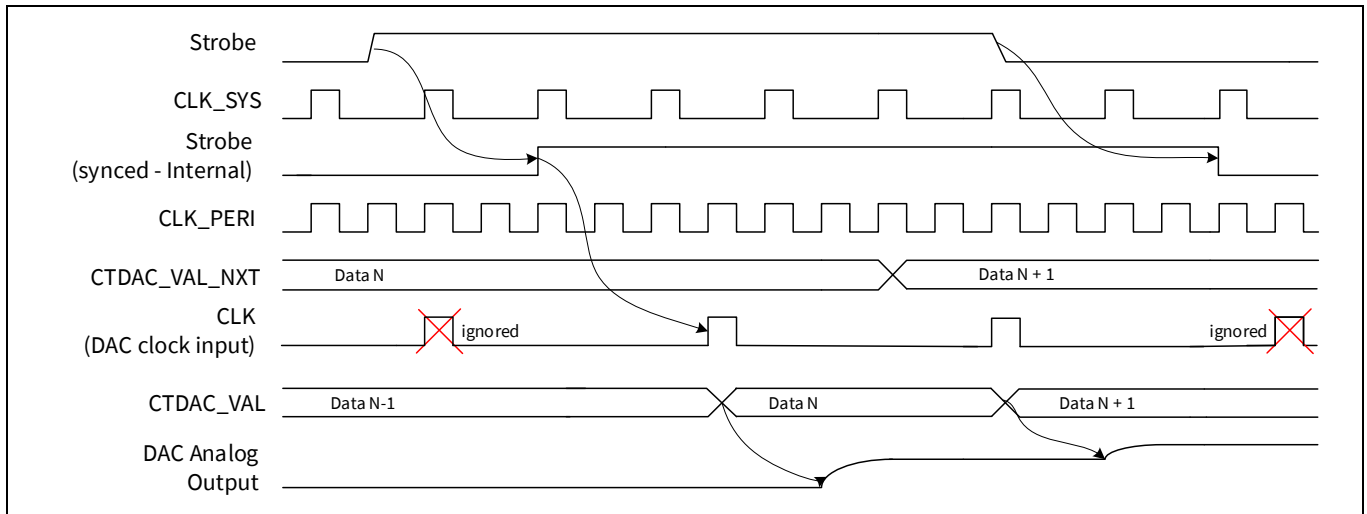 Strobe
CLK_SYS
Strobe
(synced - Internal)
CLK_PERI
CTDAC_VAL_NXT
Data N
Data N + 1
CLK
(DAC clock input)
ignored
ignored
CTDAC_VAL
Data N-1
Data N
Data N + 1
DAC Analog
Output